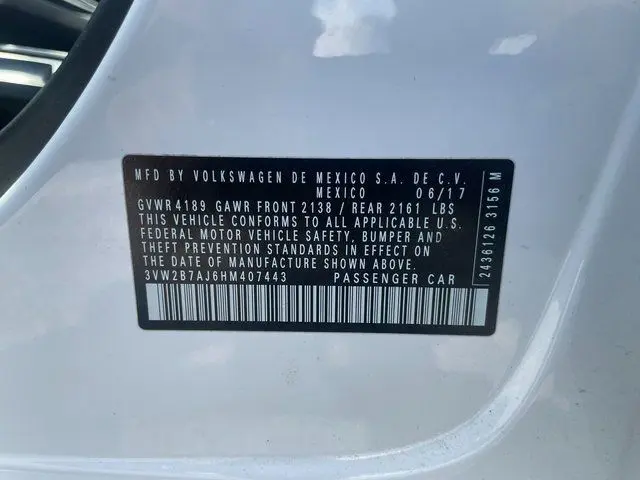 MFD BY VOLKSWAGEN DE MEXICO S.A. DE C.V.
MEXICO 06/17
GVWR 4189 GAWR FRONT 2138 / REAR 2161 LBS
THIS VEHICLE CONFORMS TO ALL APPLICABLE U.S.
FEDERAL MOTOR VEHICLE SAFETY, BUMPER AND
THEFT PREVENTION STANDARDS IN EFFECT ON
THE DATE OF MANUFACTURE SHOWN ABOVE.
3VW2B7AJ6HM407443 PASSENGER CAR
2436126 3156 M